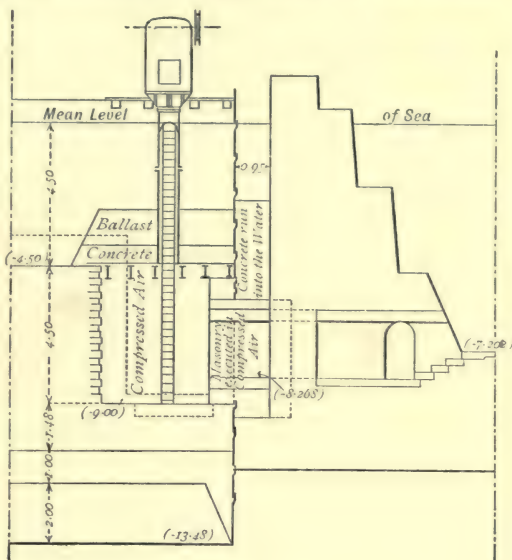 Mean Level
of Sea
4·50
0·95
Ballast
Concrete
Concrete run
into the Water
(-4·50)
4·50
Compressed Air
Masonry
executed in
Compressed
Air
(-7·208)
(-8·268)
(-9·00)
1·48
1·00
2·00
(-13·48)